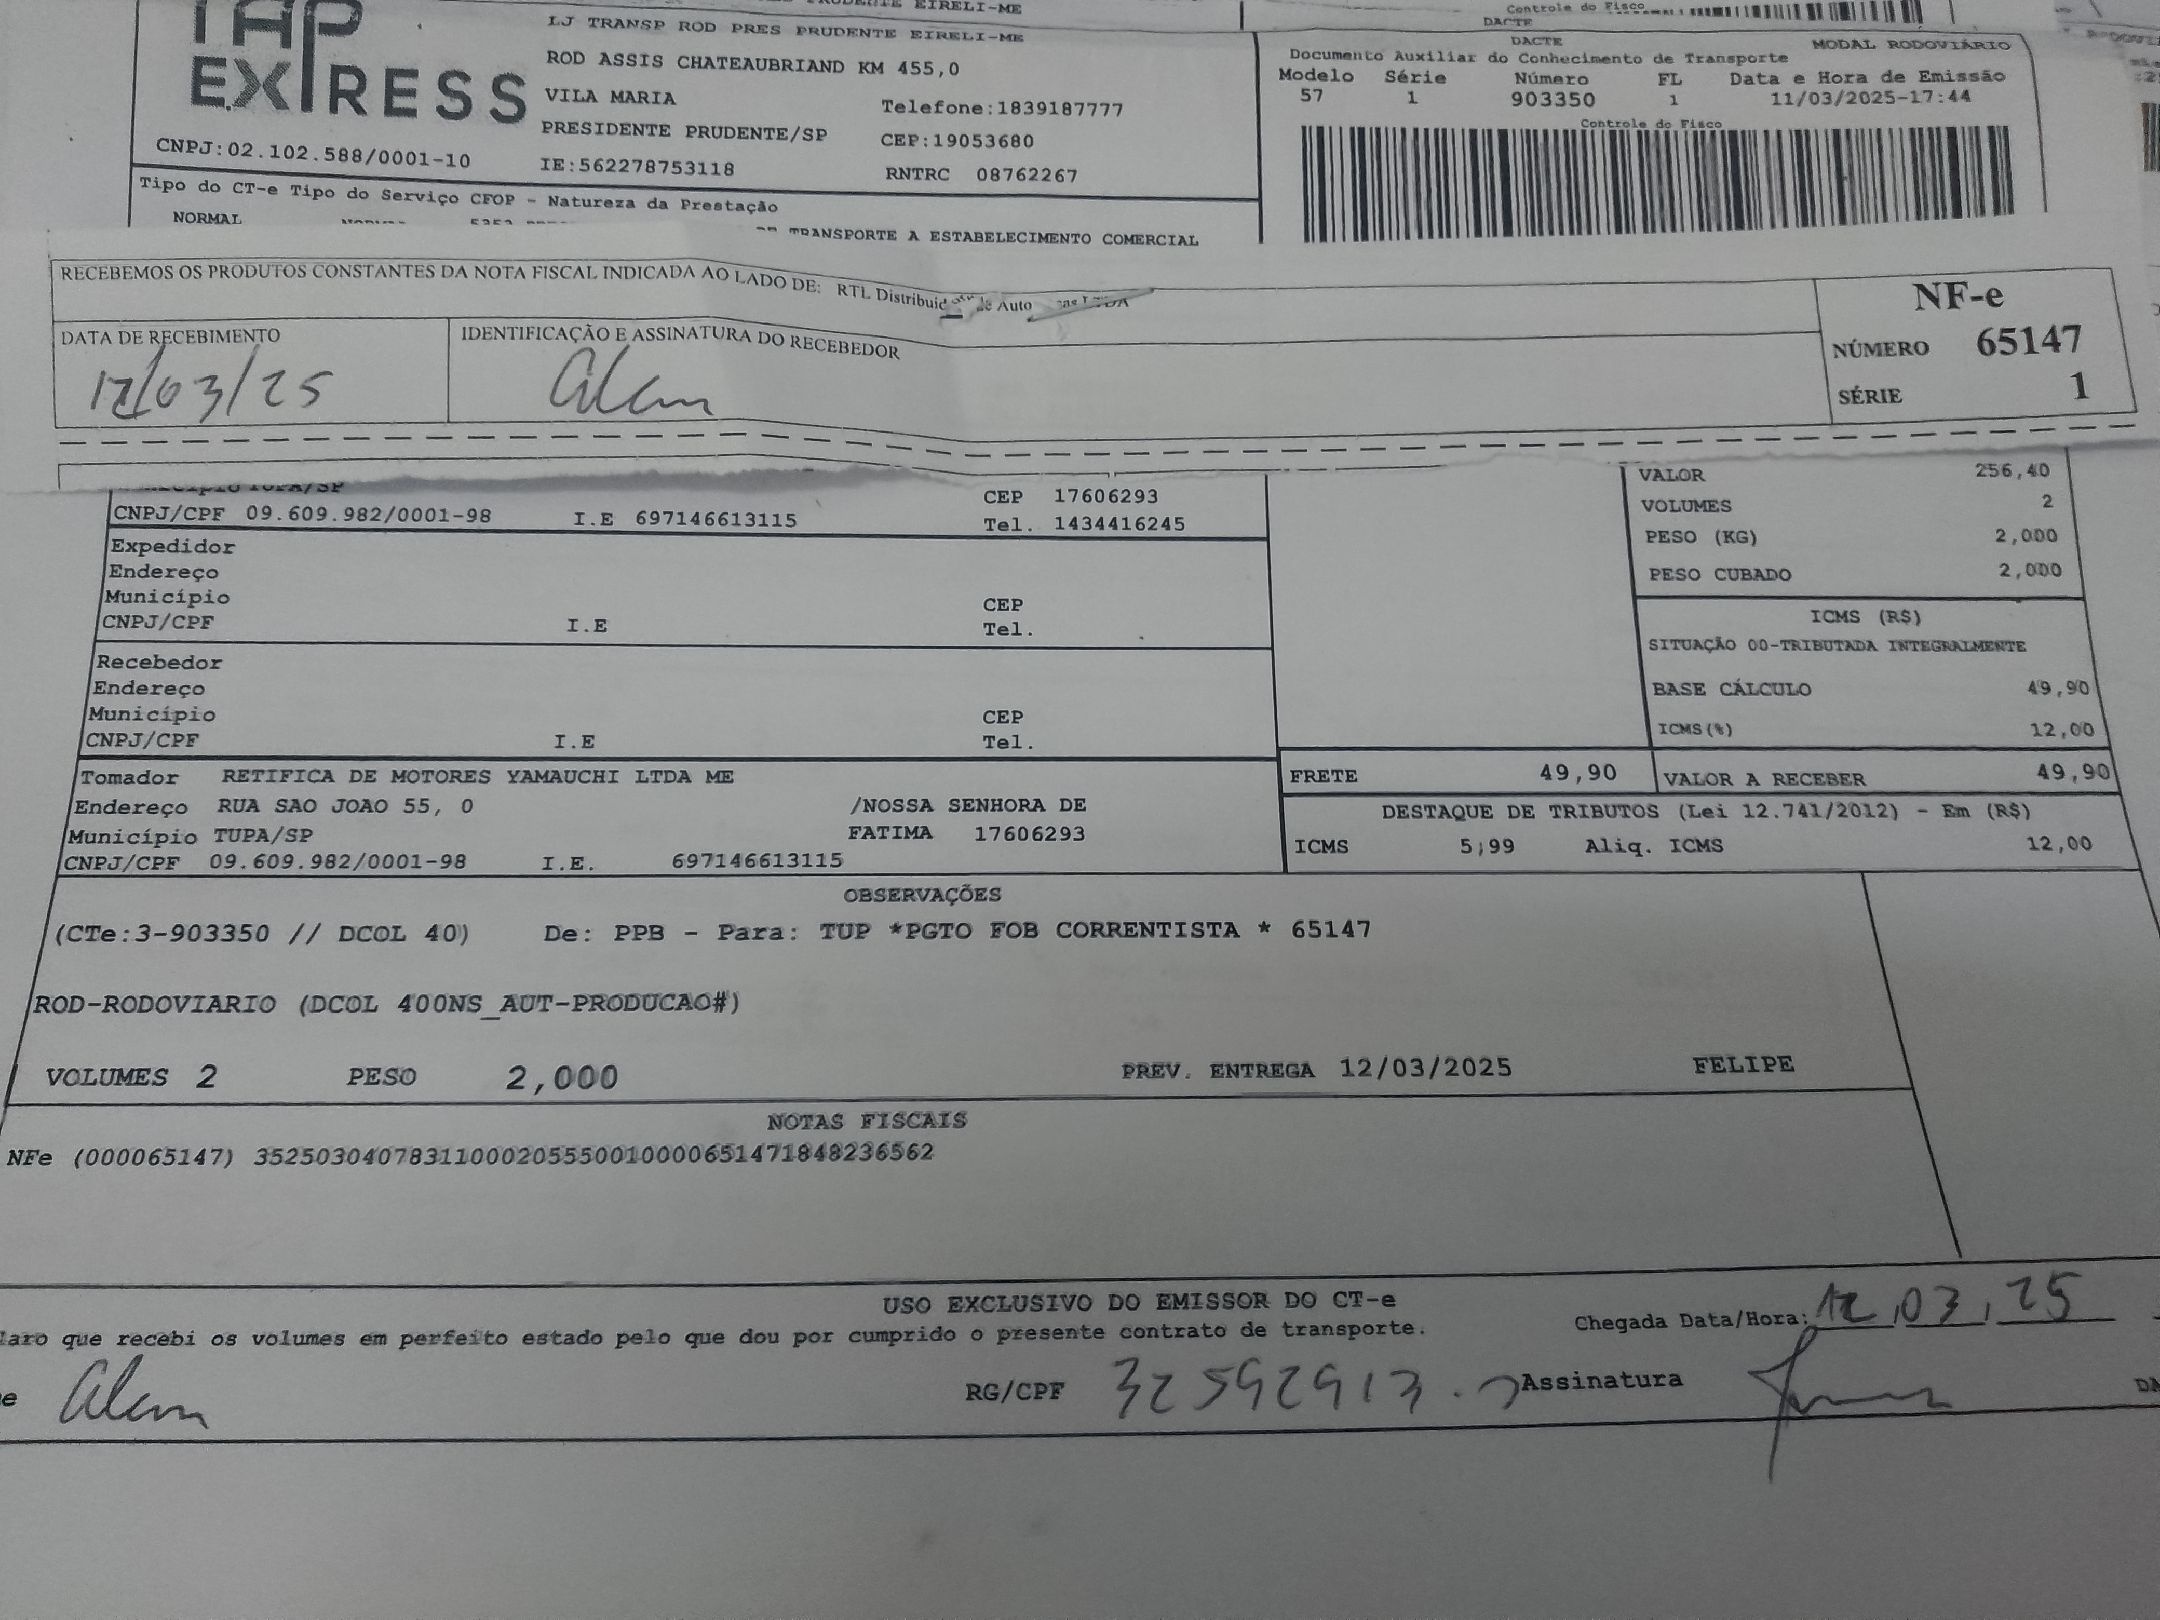 TAP
EXPRESS
CNPJ:02.102.588/0001-10
EIRELI-ME
LJ TRANSP ROD PRES PRUDENTE EIRELI-ME
ROD ASSIS CHATEAUBRIAND KM 455,0
VILA MARIA
Telefone:1839187777
PRESIDENTE PRUDENTE/SP
CEP:19053680
IE:562278753118
RNTRC 08762267
Controle do Fisco
DACTE
DACTE
MODAL RODOVIÁRIO
Documento Auxiliar do Conhecimento de Transporte
Modelo Série Número FL Data e Hora de Emissão
57 1 903350 1 11/03/2025-17:44
Controle do Fisco
Tipo do CT-e Tipo do Serviço CFOP - Natureza da Prestação
NORMAL
TRANSPORTE A ESTABELECIMENTO COMERCIAL
RECEBEMOS OS PRODUTOS CONSTANTES DA NOTA FISCAL INDICADA AO LADO DE: RTL
DATA DE RECEBIMENTO
12/03/25
IDENTIFICAÇÃO E ASSINATURA DO RECEBEDOR
Alan
NF-e
NÚMERO 65147
SÉRIE 1
CEP 17606293
CNPJ/CPF 09.609.982/0001-98 I.E 697146613115 Tel. 1434416245
Expedidor
Endereço
Município CEP
CNPJ/CPF I.E Tel.
Recebedor
Endereço
Município CEP
CNPJ/CPF I.E Tel.
Tomador RETIFICA DE MOTORES YAMAUCHI LTDA ME
Endereço RUA SAO JOAO 55, 0 /NOSSA SENHORA DE
Município TUPA/SP FATIMA 17606293
CNPJ/CPF 09.609.982/0001-98 I.E. 697146613115
VALOR 256,40
VOLUMES 2
PESO (KG) 2,000
PESO CUBADO 2,000
ICMS (R$)
SITUAÇÃO 00-TRIBUTADA INTEGRALMENTE
BASE CÁLCULO 49,90
ICMS(%) 12,00
FRETE 49,90 VALOR A RECEBER 49,90
DESTAQUE DE TRIBUTOS (Lei 12.741/2012) - Em (R$)
ICMS 5;99 Aliq. ICMS 12,00
OBSERVAÇÕES
(CTe:3-903350 // DCOL 40) De: PPB - Para: TUP *PGTO FOB CORRENTISTA * 65147
ROD-RODOVIARIO (DCOL 400NS_AUT-PRODUCAO#)
VOLUMES 2 PESO 2,000 PREV. ENTREGA 12/03/2025 FELIPE
NOTAS FISCAIS
NFe (000065147) 35250304078311000205550010000651471848236562
USO EXCLUSIVO DO EMISSOR DO CT-e
que recebi os volumes em perfeito estado pelo que dou por cumprido o presente contrato de transporte.
Chegada Data/Hora: 12,03,25
Alan RG/CPF 32592913.7 Assinatura